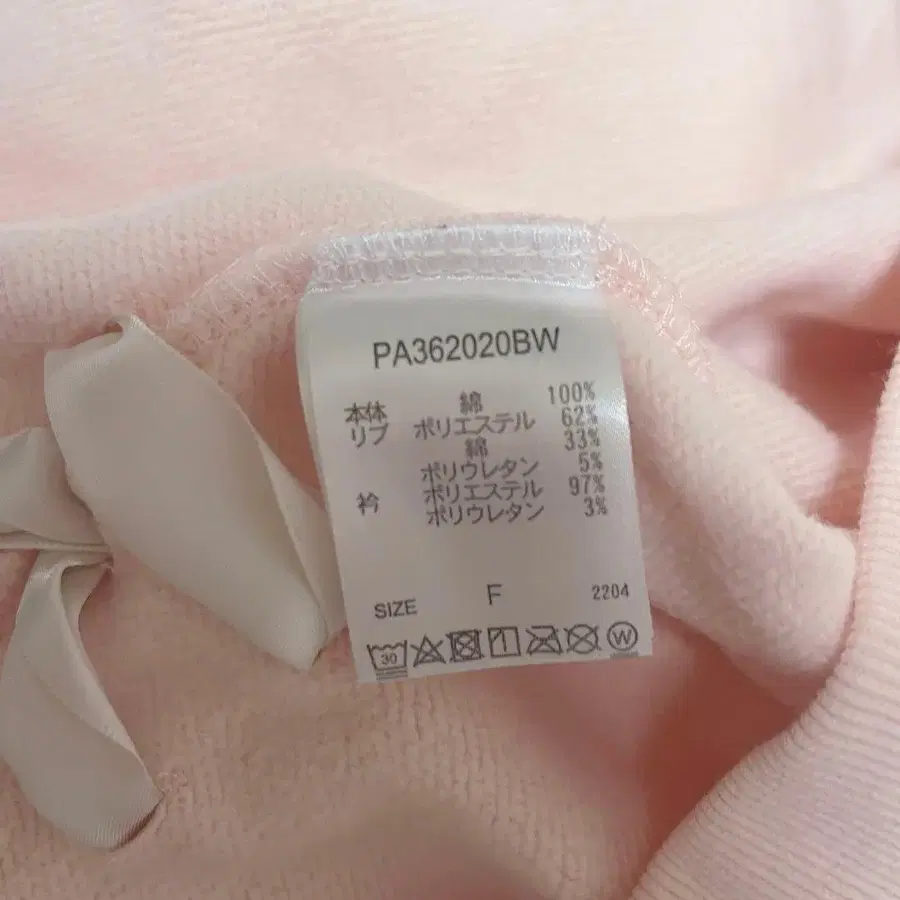 PA362020BW
本体 綿 100%
リブ ポリエステル 62%
綿 33%
ポリウレタン 5%
衿 ポリエステル 97%
ポリウレタン 3%
SIZE F 2204
30 W